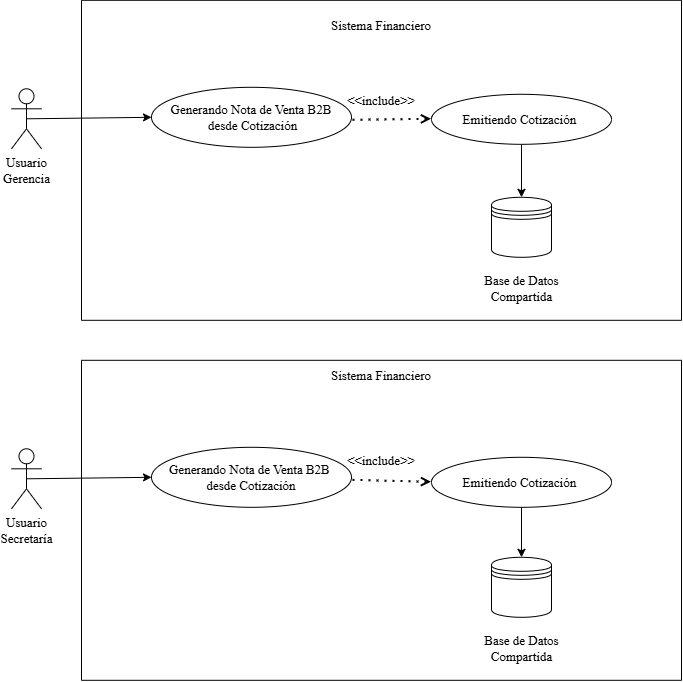 Sistema Financiero
Generando Nota de Venta B2B
desde Cotización
<<include>>
Emitiendo Cotización
Usuario
Gerencia
Base de Datos
Compartida
Sistema Financiero
Generando Nota de Venta B2B
desde Cotización
<<include>>
Emitiendo Cotización
Usuario
Secretaría
Base de Datos
Compartida